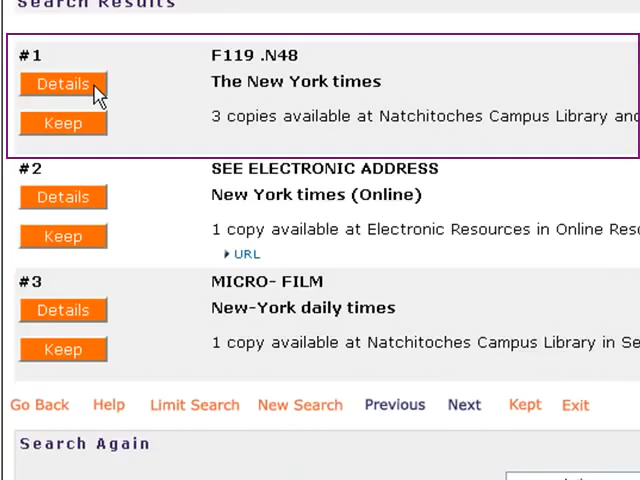 Search Results
#1
F119 .N48
Details
The New York times
Keep
3 copies available at Natchitoches Campus Library and
#2
SEE ELECTRONIC ADDRESS
Details
New York times (Online)
Keep
1 copy available at Electronic Resources in Online
URL
#3
MICRO- FILM
Details
New-York daily times
Keep
1 copy available at Natchitoches Campus Library in
Go Back Help Limit Search New Search Previous Next Kept Exit
Search Again